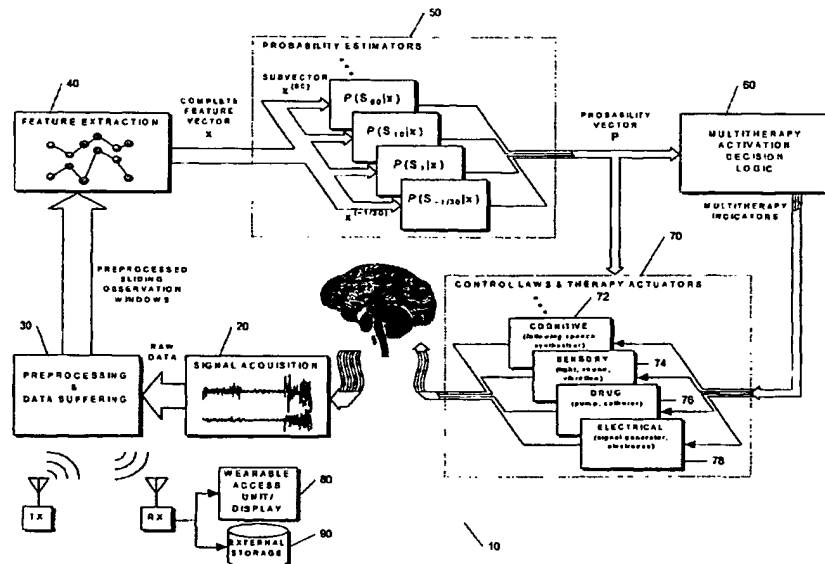 50
PROBABILITY ESTIMATORS
40
FEATURE EXTRACTION
COMPLETE
FEATURE
VECTOR
X
SUBVECTOR
P(S60|x)
P(S10|x)
P(S1|x)
P(S-1/30|x)
X(-1/30)
PROBABILITY
VECTOR
P
60
MULTITHERAPY
ACTIVATION
DECISION
LOGIC
MULTITHERAPY
INDICATORS
PREPROCESSED
SLIDING
OBSERVATION
WINDOWS
70
CONTROL LAWS & THERAPY ACTUATORS
72
COGNITIVE
SENSORY
74
DRUG
76
ELECTRICAL
78
30
PREPROCESSING
&
DATA BUFFERING
RAW
DATA
20
SIGNAL ACQUISITION
TX
RX
WEARABLE
ACCESS
UNIT/
DISPLAY
80
EXTERNAL
STORAGE
90
10